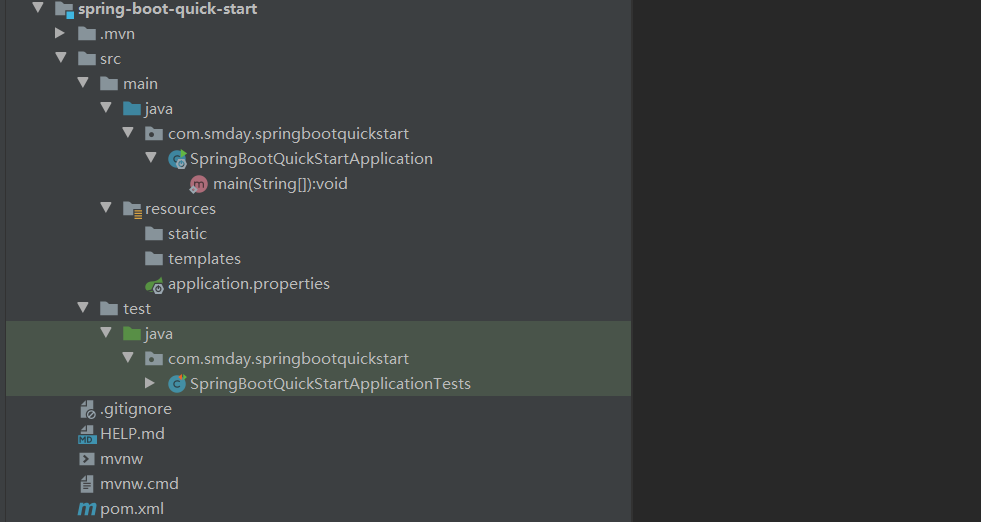 spring-boot-quick-start
.mvn
src
main
java
com.smday.springbootquickstart
SpringBootQuickStartApplication
main(String[]):void
resources
static
templates
application.properties
test
java
com.smday.springbootquickstart
SpringBootQuickStartApplicationTests
.gitignore
HELP.md
mvnw
mvnw.cmd
pom.xml